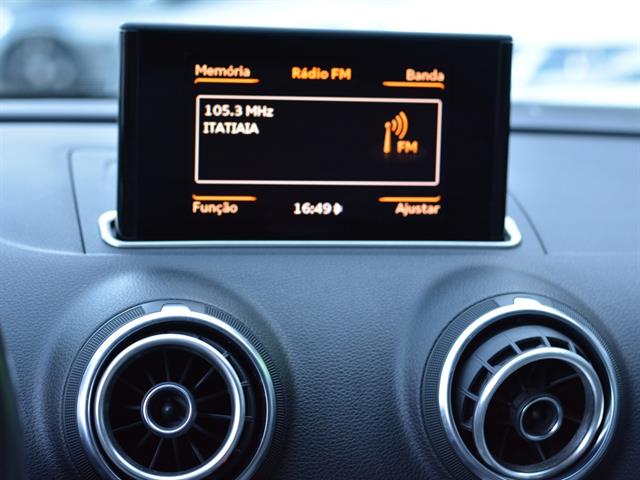 Memória Rádio FM Banda
105.3 MHz
ITATIAIA
FM
Função 16:49 Ajustar